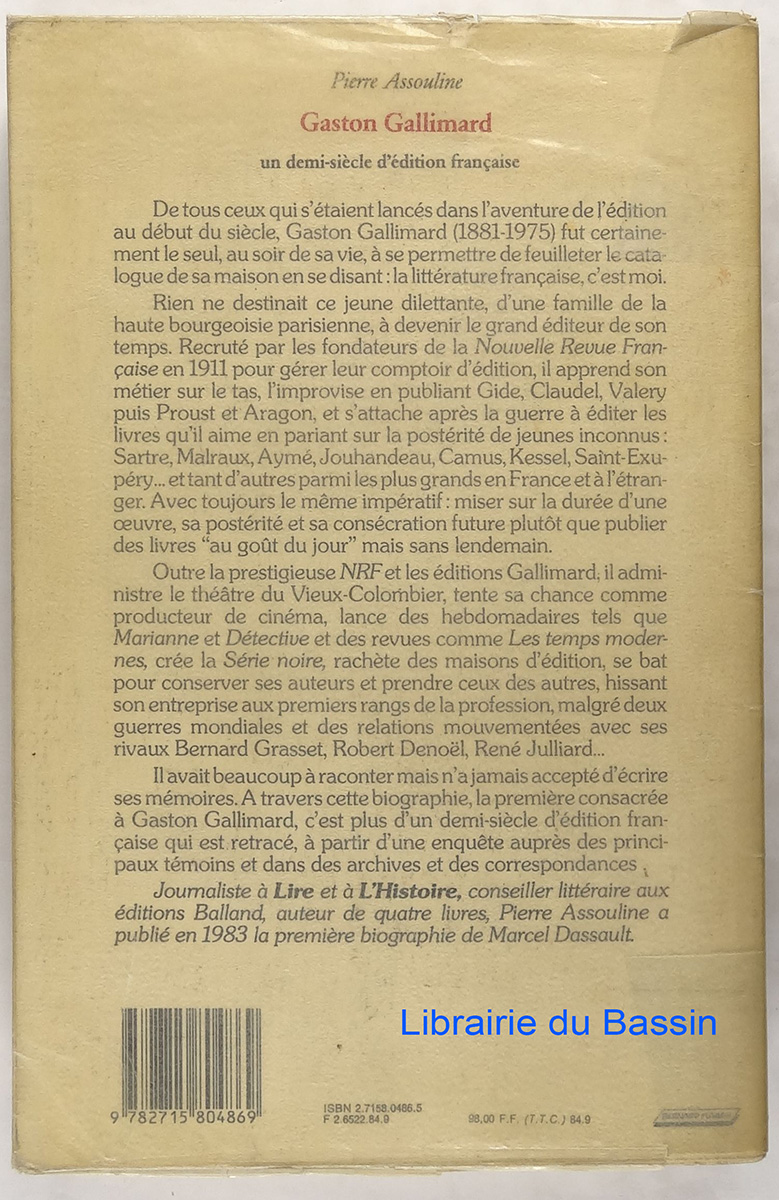 Pierre Assouline
Gaston Gallimard
un demi-siècle d'édition française
De tous ceux qui s'étaient lancés dans l'aventure de l'édition
au début du siècle, Gaston Gallimard (1881-1975) fut certaine-
ment le seul, au soir de sa vie, à se permettre de feuilleter le cata-
logue de sa maison en se disant : la littérature française, c'est moi.
Rien ne destinait ce jeune dilettante, d'une famille de la
haute bourgeoisie parisienne, à devenir le grand éditeur de son
temps. Recruté par les fondateurs de la Nouvelle Revue Fran-
çaise en 1911 pour gérer leur comptoir d'édition, il apprend son
métier sur le tas, l'improvise en publiant Gide, Claudel, Valery
puis Proust et Aragon, et s'attache après la guerre à éditer les
livres qu'il aime en pariant sur la postérité de jeunes inconnus :
Sartre, Malraux, Aymé, Jouhandeau, Camus, Kessel, Saint-Exu-
péry... et tant d'autres parmi les plus grands en France et à l'étran-
ger. Avec toujours le même impératif : miser sur la durée d'une
œuvre, sa postérité et sa consécration future plutôt que publier
des livres "au goût du jour" mais sans lendemain.
Outre la prestigieuse NRF et les éditions Gallimard, il admi-
nistre le théâtre du Vieux-Colombier, tente sa chance comme
producteur de cinéma, lance des hebdomadaires tels que
Marianne et Détective et des revues comme Les temps moder-
nes, crée la Série noire, rachète des maisons d'édition, se bat
pour conserver ses auteurs et prendre ceux des autres, hissant
son entreprise aux premiers rangs de la profession, malgré deux
guerres mondiales et des relations mouvementées avec ses
rivaux Bernard Grasset, Robert Denoël, René Julliard...
Il avait beaucoup à raconter mais n'a jamais accepté d'écrire
ses mémoires. A travers cette biographie, la première consacrée
à Gaston Gallimard, c'est plus d'un demi-siècle d'édition fran-
çaise qui est retracé, à partir d'une enquête auprès des princi-
paux témoins et dans des archives et des correspondances.
Journaliste à Lire et à L'Histoire, conseiller littéraire aux
éditions Balland, auteur de quatre livres, Pierre Assouline a
publié en 1983 la première biographie de Marcel Dassault.
Librairie du Bassin
9 782715 804869
ISBN 2.7158.0486.5
F 2.6522.84.9
98,00 F.F. (T.T.C.) 84.9